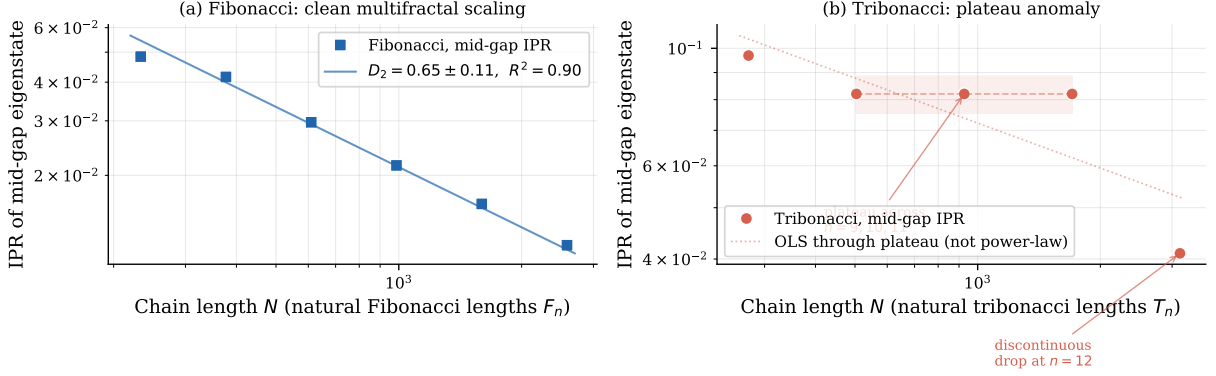 (a) Fibonacci: clean multifractal scaling
6 × 10⁻²
4 × 10⁻²
3 × 10⁻²
2 × 10⁻²
IPR of mid-gap eigenstate
Fibonacci, mid-gap IPR
D₂ = 0.65 ± 0.11, R² = 0.90
10³
Chain length N (natural Fibonacci lengths Fₙ)
(b) Tribonacci: plateau anomaly
10⁻¹
6 × 10⁻²
4 × 10⁻²
IPR of mid-gap eigenstate
Tribonacci, mid-gap IPR
OLS through plateau (not power-law)
10³
Chain length N (natural tribonacci lengths Tₙ)
discontinuous
drop at n = 12